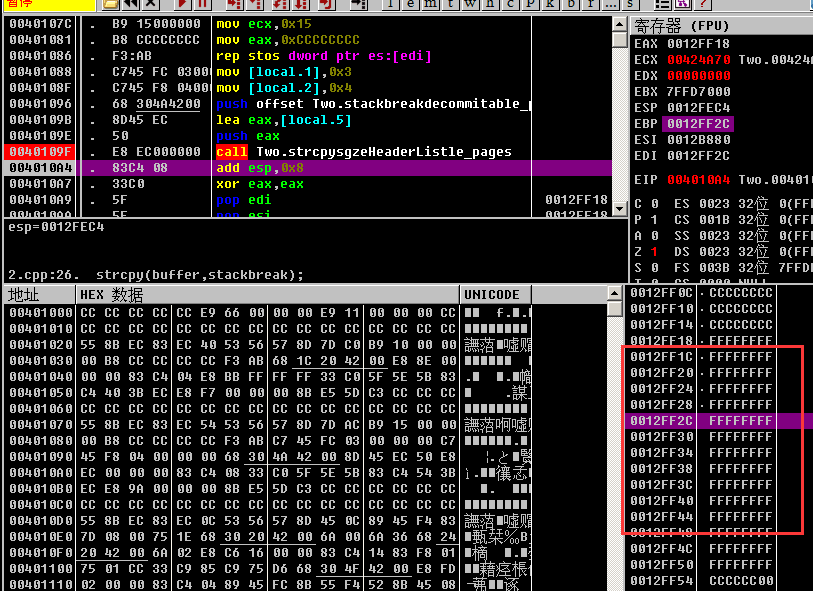 暂停
l e m t w h c p k b r ... s
0040107C . B9 15000000 mov ecx,0x15
00401081 . B8 CCCCCCCC mov eax,0xCCCCCCCC
00401086 . F3:AB rep stos dword ptr es:[edi]
00401088 . C745 FC 0300 mov [local.1],0x3
0040108F . C745 F8 0400 mov [local.2],0x4
00401096 . 68 304A4200 push offset Two.stackbreakdecommitable_p
0040109B . 8D45 EC lea eax,[local.5]
0040109E . 50 push eax
0040109F . E8 EC000000 call Two.strcpysgzeHeaderListle_pages
004010A4 . 83C4 08 add esp,0x8
004010A7 . 33C0 xor eax,eax
004010A9 . 5F pop edi 0012FF18
004010AA . 5E pop esi 0012FF18
esp=0012FEC4
2.cpp:26. strcpy(buffer,stackbreak);
寄存器 (FPU)
EAX 0012FF18
ECX 00424A70 Two.00424A
EDX 00000000
EBX 7FFD7000
ESP 0012FEC4
EBP 0012FF2C
ESI 0012B880
EDI 0012FF2C
EIP 004010A4 Two.004010
C 0 ES 0023 32位 0(FF
P 1 CS 001B 32位 0(FF
A 0 SS 0023 32位 0(FF
Z 1 DS 0023 32位 0(FF
S 0 FS 003B 32位 7FFD
地址 HEX 数据 UNICODE
00401000 CC CC CC CC CC E9 66 00 00 00 E9 11 00 00 00 CC
00401010 CC CC CC CC CC CC CC CC CC CC CC CC CC CC CC CC
00401020 55 8B EC 83 EC 40 53 56 57 8D 7D C0 B9 10 00 00
00401030 00 B8 CC CC CC CC F3 AB 68 1C 20 42 00 E8 8E 00
00401040 00 00 83 C4 04 E8 BB FF FF FF 33 C0 5F 5E 5B 83
00401050 C4 40 3B EC E8 F7 00 00 00 8B E5 5D C3 CC CC CC
00401060 CC CC CC CC CC CC CC CC CC CC CC CC CC CC CC CC
00401070 55 8B EC 83 EC 54 53 56 57 8D 7D AC B9 15 00 00
00401080 00 B8 CC CC CC CC F3 AB C7 45 FC 03 00 00 00 C7
00401090 45 F8 04 00 00 00 68 30 4A 42 00 8D 45 EC 50 E8
004010A0 EC 00 00 00 83 C4 08 33 C0 5F 5E 5B 83 C4 54 3B
004010B0 EC E8 9A 00 00 00 8B E5 5D C3 CC CC CC CC CC CC
004010C0 CC CC CC CC CC CC CC CC CC CC CC CC CC CC CC CC
004010D0 55 8B EC 83 EC 0C 53 56 57 8D 45 0C 89 45 F4 83
004010E0 7D 08 00 75 1E 68 30 20 42 00 6A 00 6A 36 68 24
004010F0 20 42 00 6A 02 E8 C6 16 00 00 83 C4 14 83 F8 01
00401100 75 01 CC 33 C9 85 C9 75 D6 68 30 4F 42 00 E8 FD
00401110 02 00 00 83 C4 04 89 45 FC 8B 55 F4 52 8B 45 08
0012FF0C CCCCCCCC
0012FF10 CCCCCCCC
0012FF14 CCCCCCCC
0012FF18 FFFFFFFF
0012FF1C FFFFFFFF
0012FF20 FFFFFFFF
0012FF24 FFFFFFFF
0012FF28 FFFFFFFF
0012FF2C FFFFFFFF
0012FF30 FFFFFFFF
0012FF34 FFFFFFFF
0012FF38 FFFFFFFF
0012FF3C FFFFFFFF
0012FF40 FFFFFFFF
0012FF44 FFFFFFFF
0012FF48 FFFFFFFF
0012FF4C FFFFFFFF
0012FF50 FFFFFFFF
0012FF54 CCCCCC00